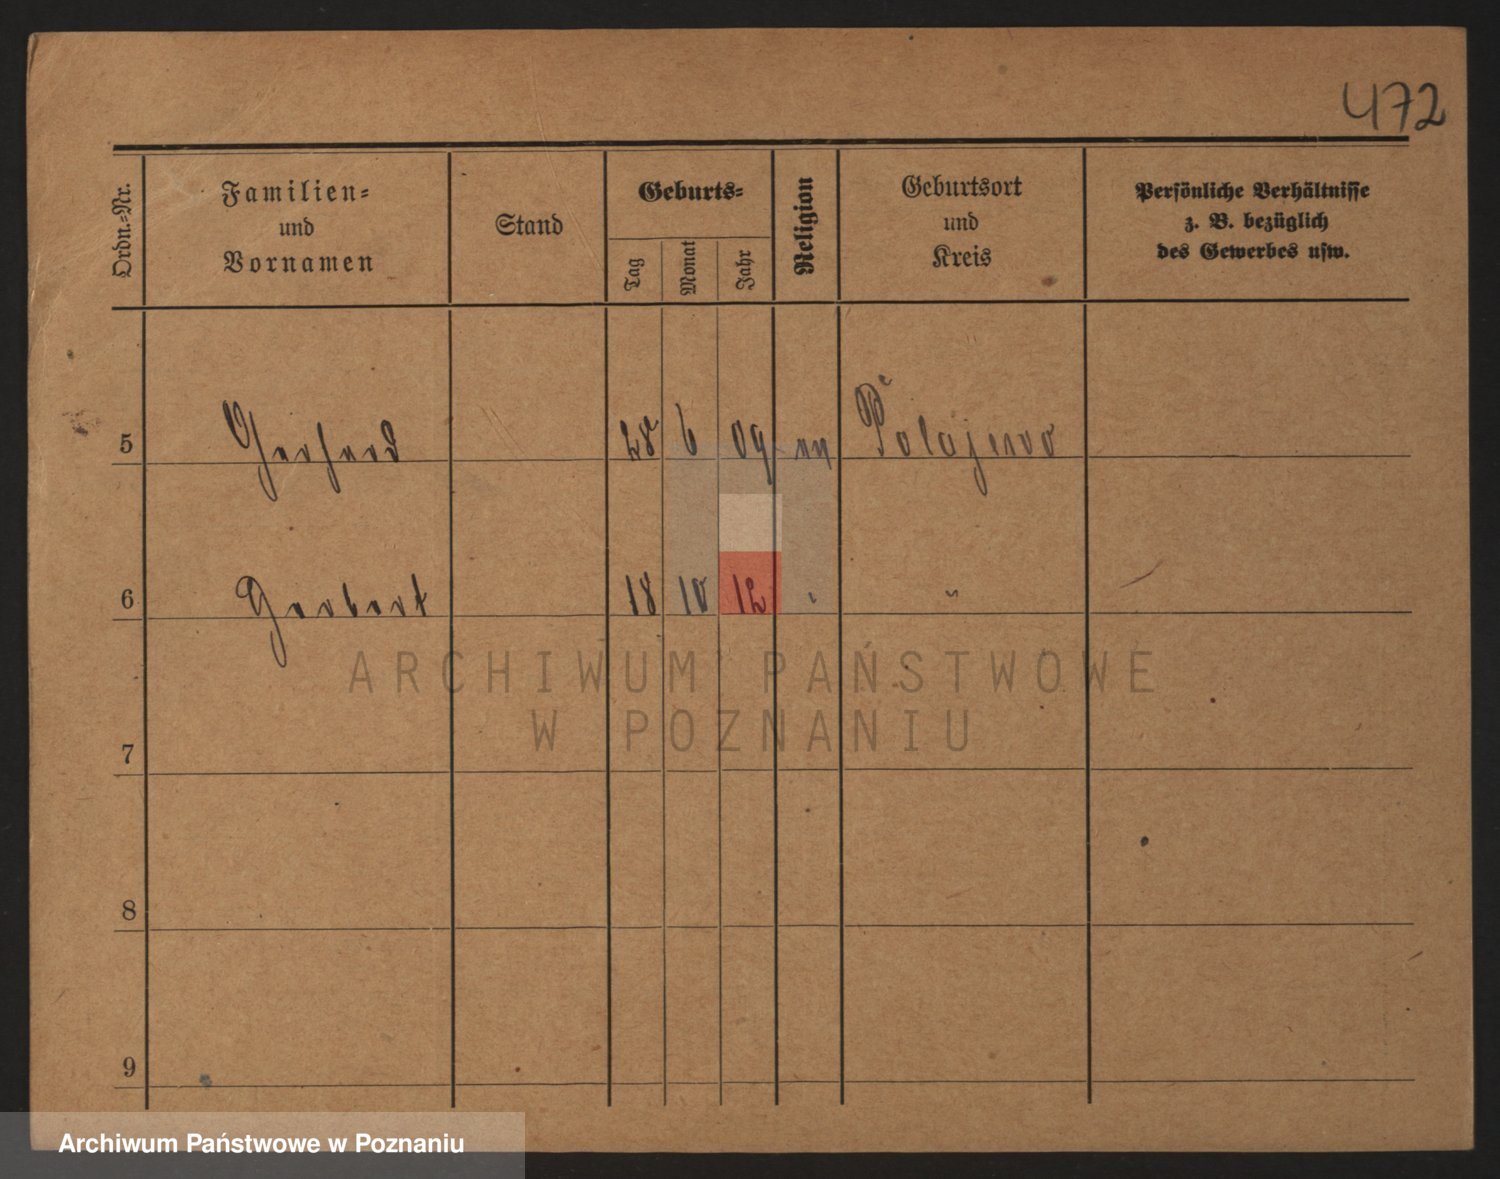 472
Ordn.-Nr.
Familien-
und
Vornamen
Stand
Geburts-
Tag
Monat
Jahr
Religion
Geburtsort
und
Kreis
Persönliche Verhältnisse
z. B. bezüglich
des Gewerbes usw.
5 Gerhard 28 6 09 Polajewo
6 Herbert 18 10 12 " "
ARCHIWUM PAŃSTWOWE
W POZNANIU
7
8
9
Archiwum Państwowe w Poznaniu